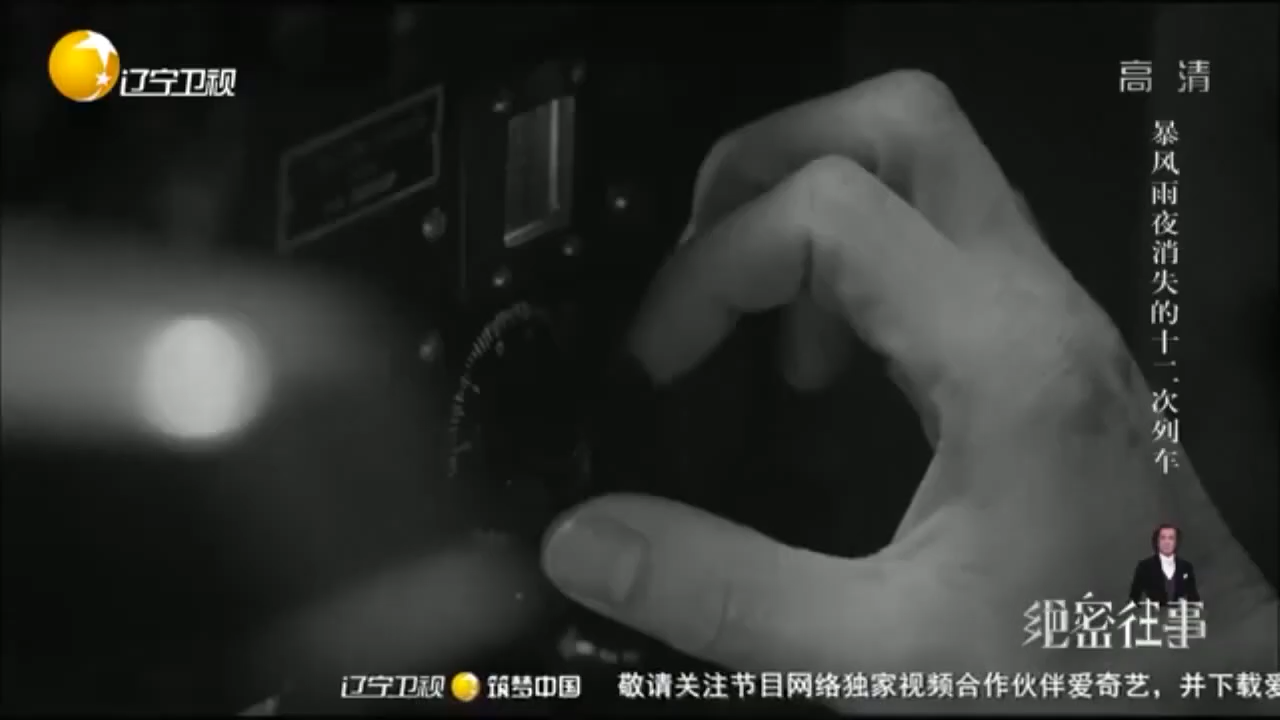 辽宁卫视
高清
暴风雨夜消失的十二次列车
绝密往事
辽宁卫视 筑梦中国 敬请关注节目网络独家视频合作伙伴爱奇艺，并下载爱